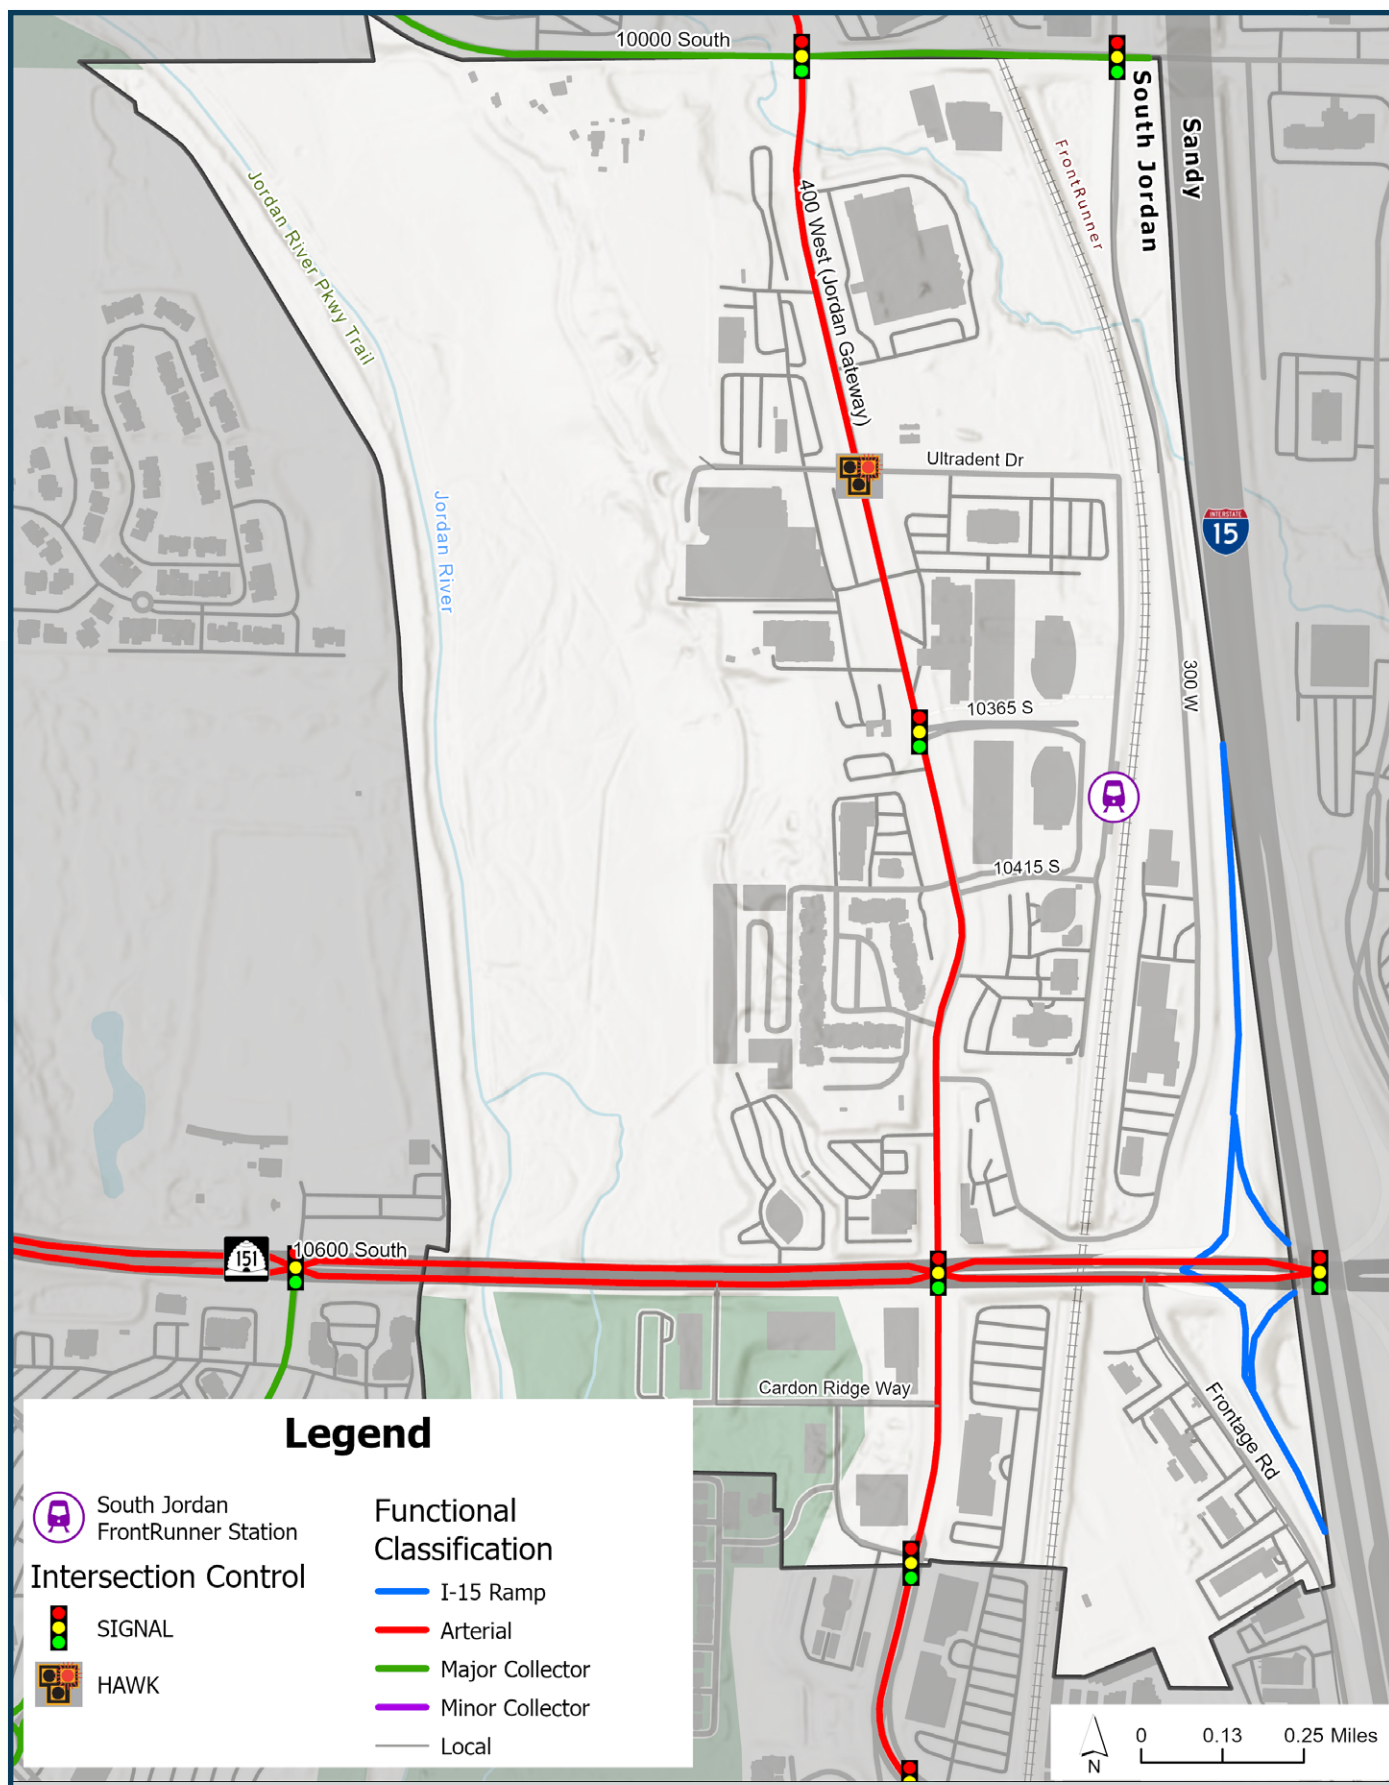 10000 South
South Jordan
Sandy
FrontRunner
Jordan River Pkwy Trail
400 West (Jordan Gateway)
Ultradent Dr
Jordan River
INTERSTATE
15
300 W
10365 S
10415 S
151
10600 South
Cardon Ridge Way
Frontage Rd
Legend
South Jordan
FrontRunner Station
Intersection Control
SIGNAL
HAWK
Functional
Classification
I-15 Ramp
Arterial
Major Collector
Minor Collector
Local
N
0 0.13 0.25 Miles